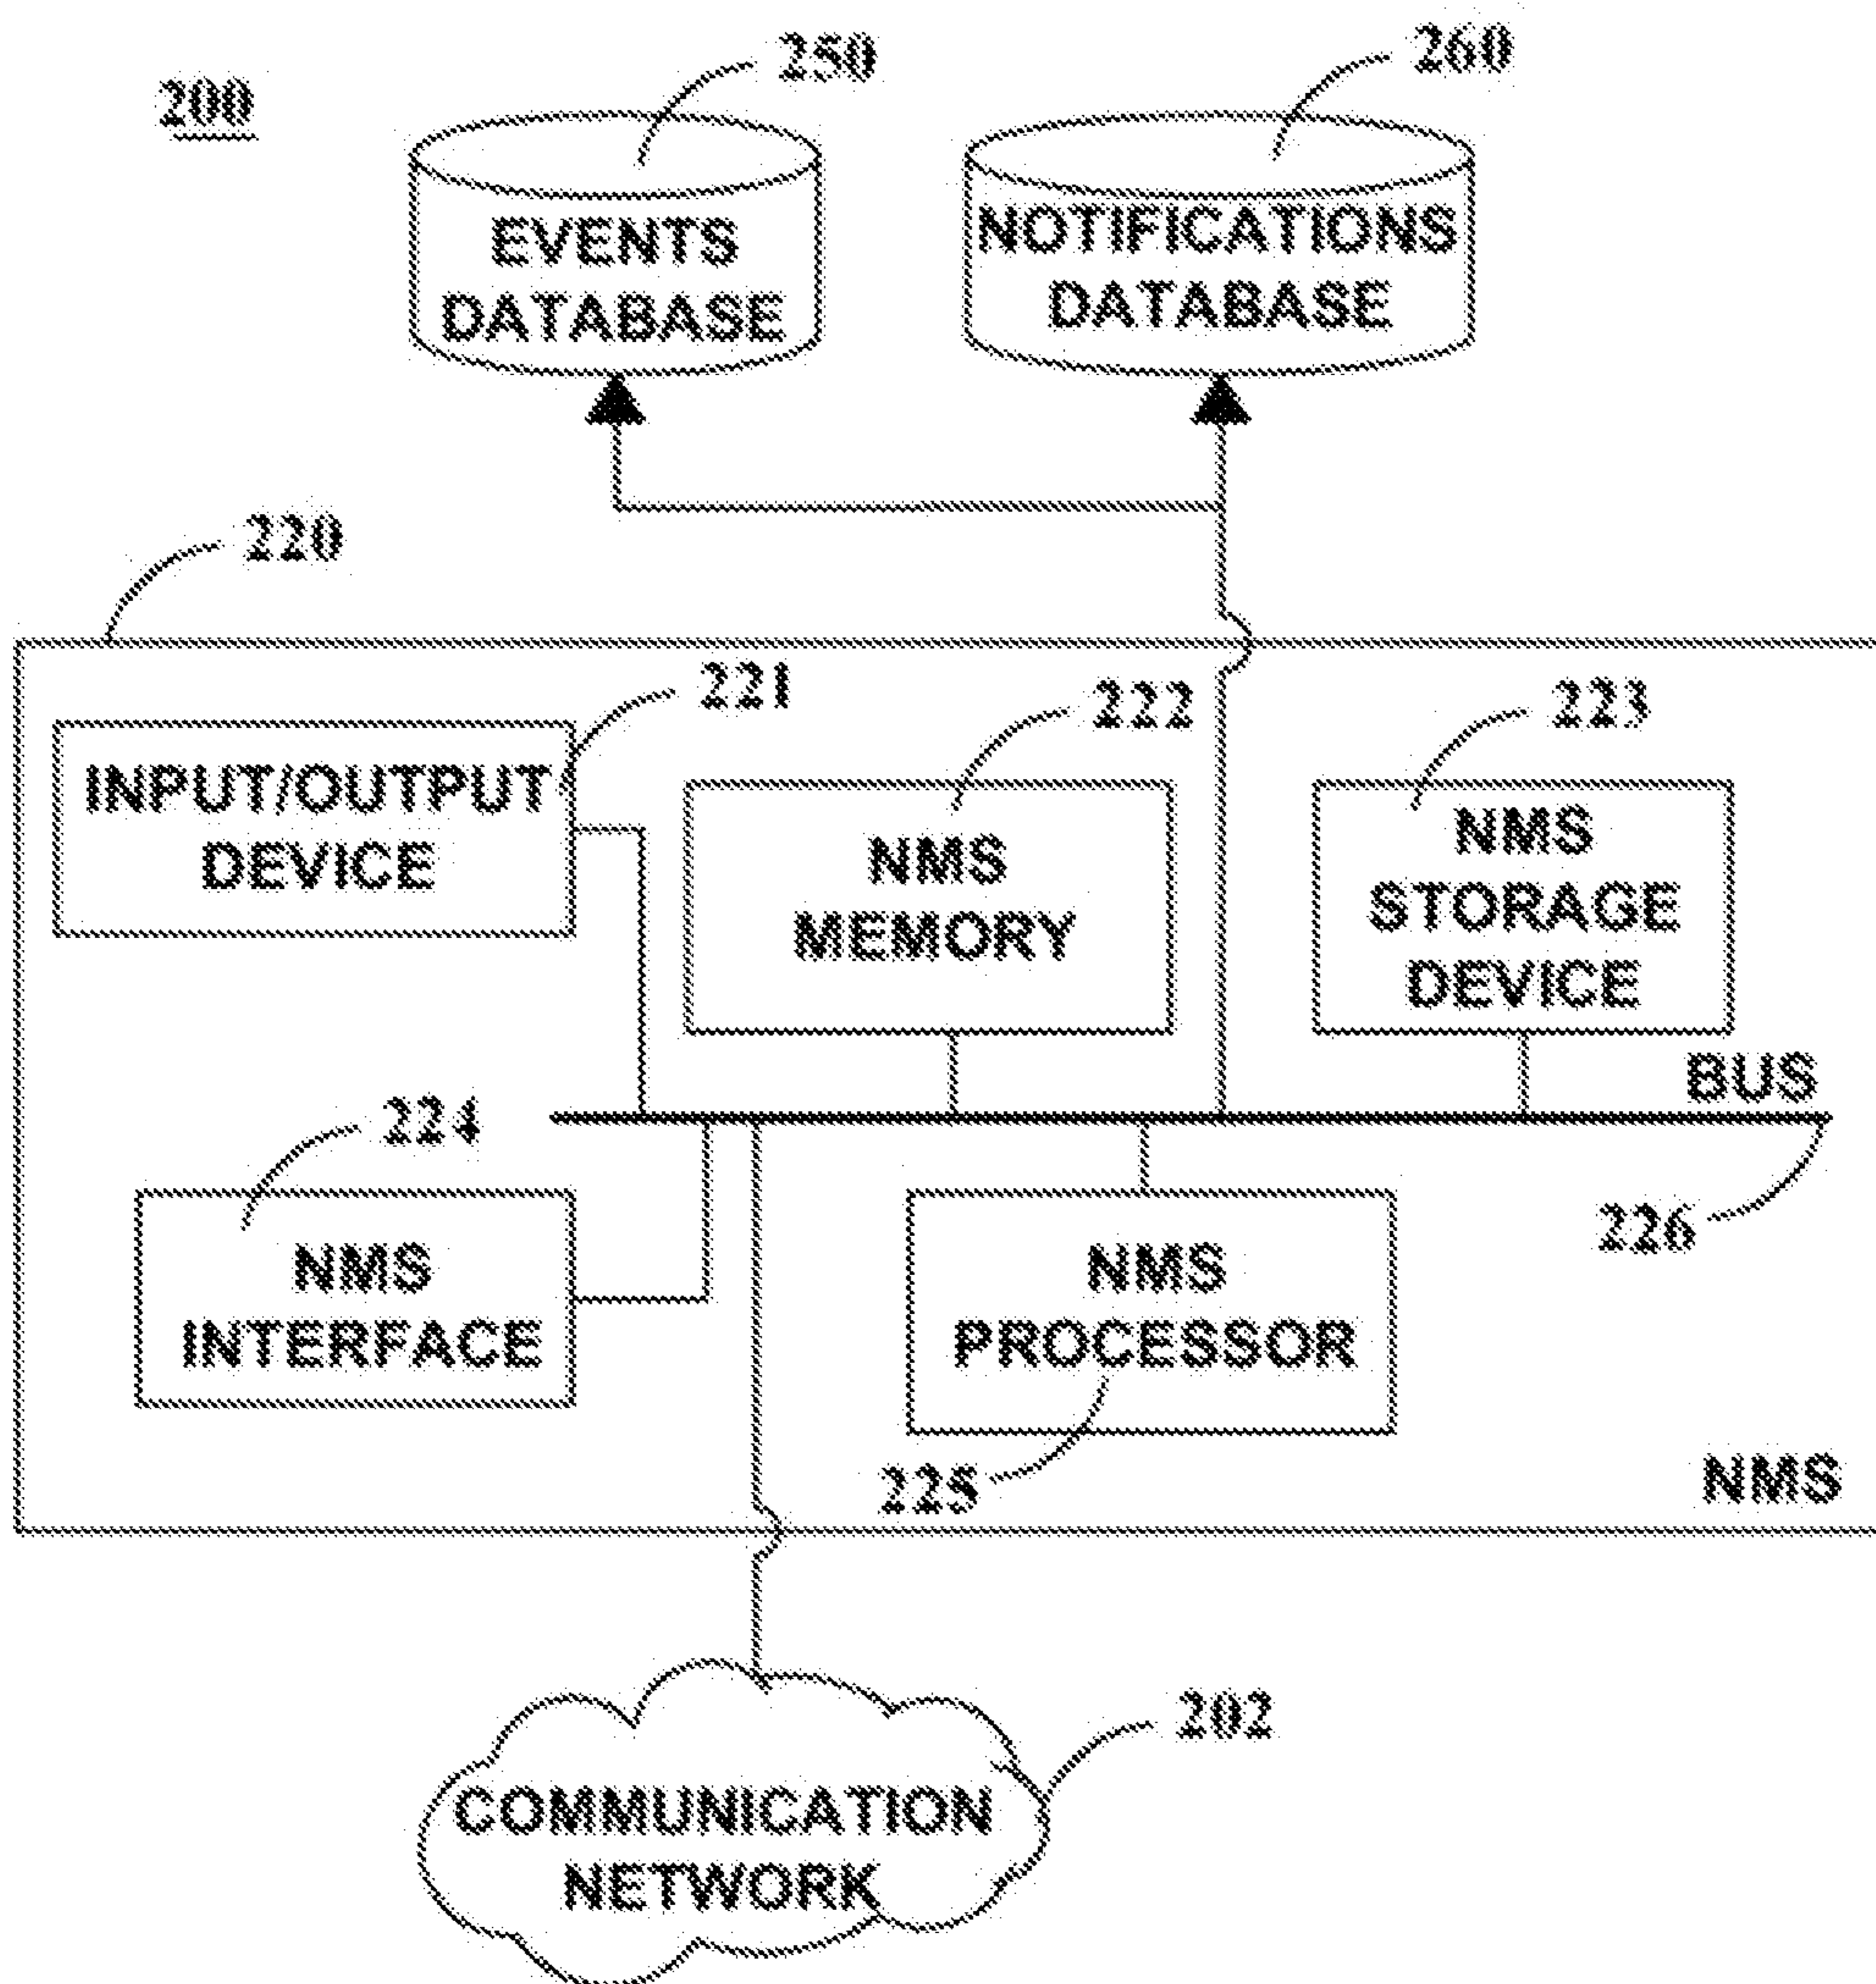 200
250
260
EVENTS
DATABASE
NOTIFICATIONS
DATABASE
220
221
222
223
INPUT/OUTPUT
DEVICE
NMS
MEMORY
NMS
STORAGE
DEVICE
BUS
224
226
NMS
INTERFACE
NMS
PROCESSOR
225
NMS
202
COMMUNICATION
NETWORK